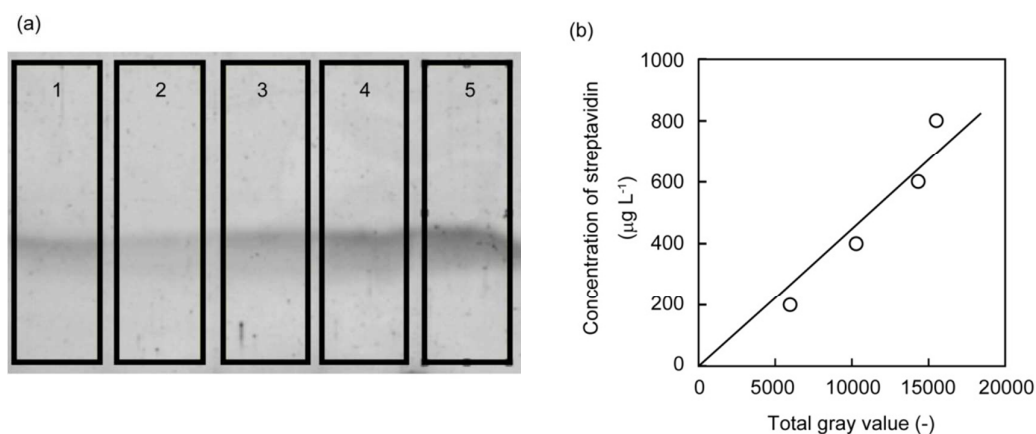 (a)
1 2 3 4 5
(b)
Concentration of streptavidin
(μg L⁻¹)
1000
800
600
400
200
0
0 5000 10000 15000 20000
Total gray value (-)